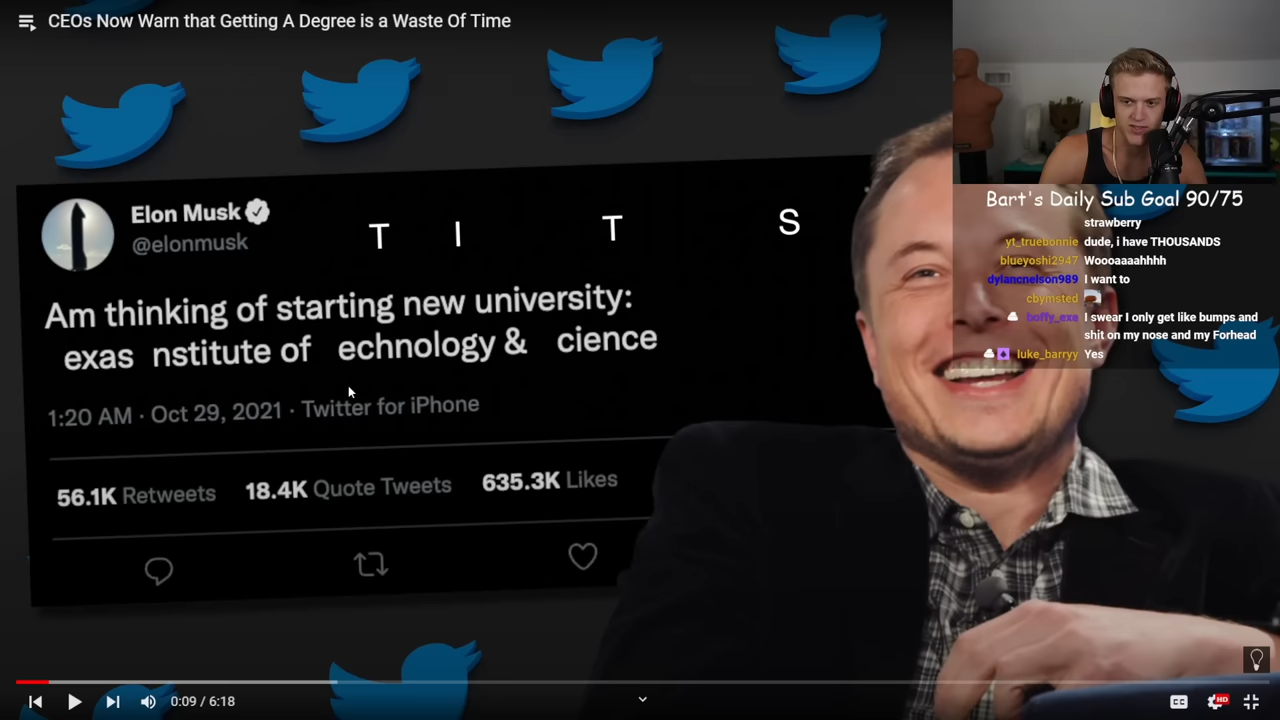 CEOs Now Warn that Getting A Degree is a Waste Of Time
Elon Musk
@elonmusk
T I T S
Am thinking of starting new university:
exas nstitute of echnology & cience
1:20 AM · Oct 29, 2021 · Twitter for iPhone
56.1K Retweets 18.4K Quote Tweets 635.3K Likes
Bart's Daily Sub Goal 90/75
strawberry
yt_truebonnie dude, i have THOUSANDS
blueyoshi2947 Woooaaaahhhh
dylancnelson989 I want to
cbymsted
boffy_exe I swear I only get like bumps and
shit on my nose and my Forhead
luke_barryy Yes
0:09 / 6:18
CC
HD